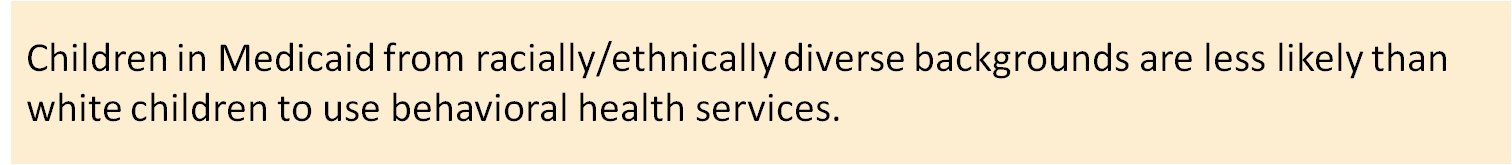 Children in Medicaid from racially/ethnically diverse backgrounds are less likely than
white children to use behavioral health services.